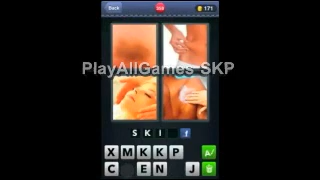 Back
171
PlayAllGames SKP
S K I
f
X M K K P
C E N J
A